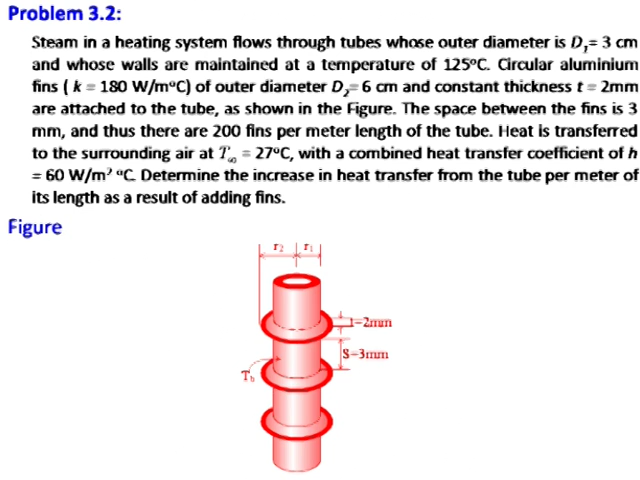 Problem 3.2:
Steam in a heating system flows through tubes whose outer diameter is D₁= 3 cm
and whose walls are maintained at a temperature of 125°C. Circular aluminium
fins ( k = 180 W/m°C) of outer diameter D₂=6 cm and constant thickness t = 2mm
are attached to the tube, as shown in the Figure. The space between the fins is 3
mm, and thus there are 200 fins per meter length of the tube. Heat is transferred
to the surrounding air at T∞ = 27°C, with a combined heat transfer coefficient of h
= 60 W/m² °C. Determine the increase in heat transfer from the tube per meter of
its length as a result of adding fins.
Figure
r₂ r₁
t=2mm
S=3mm
Tb